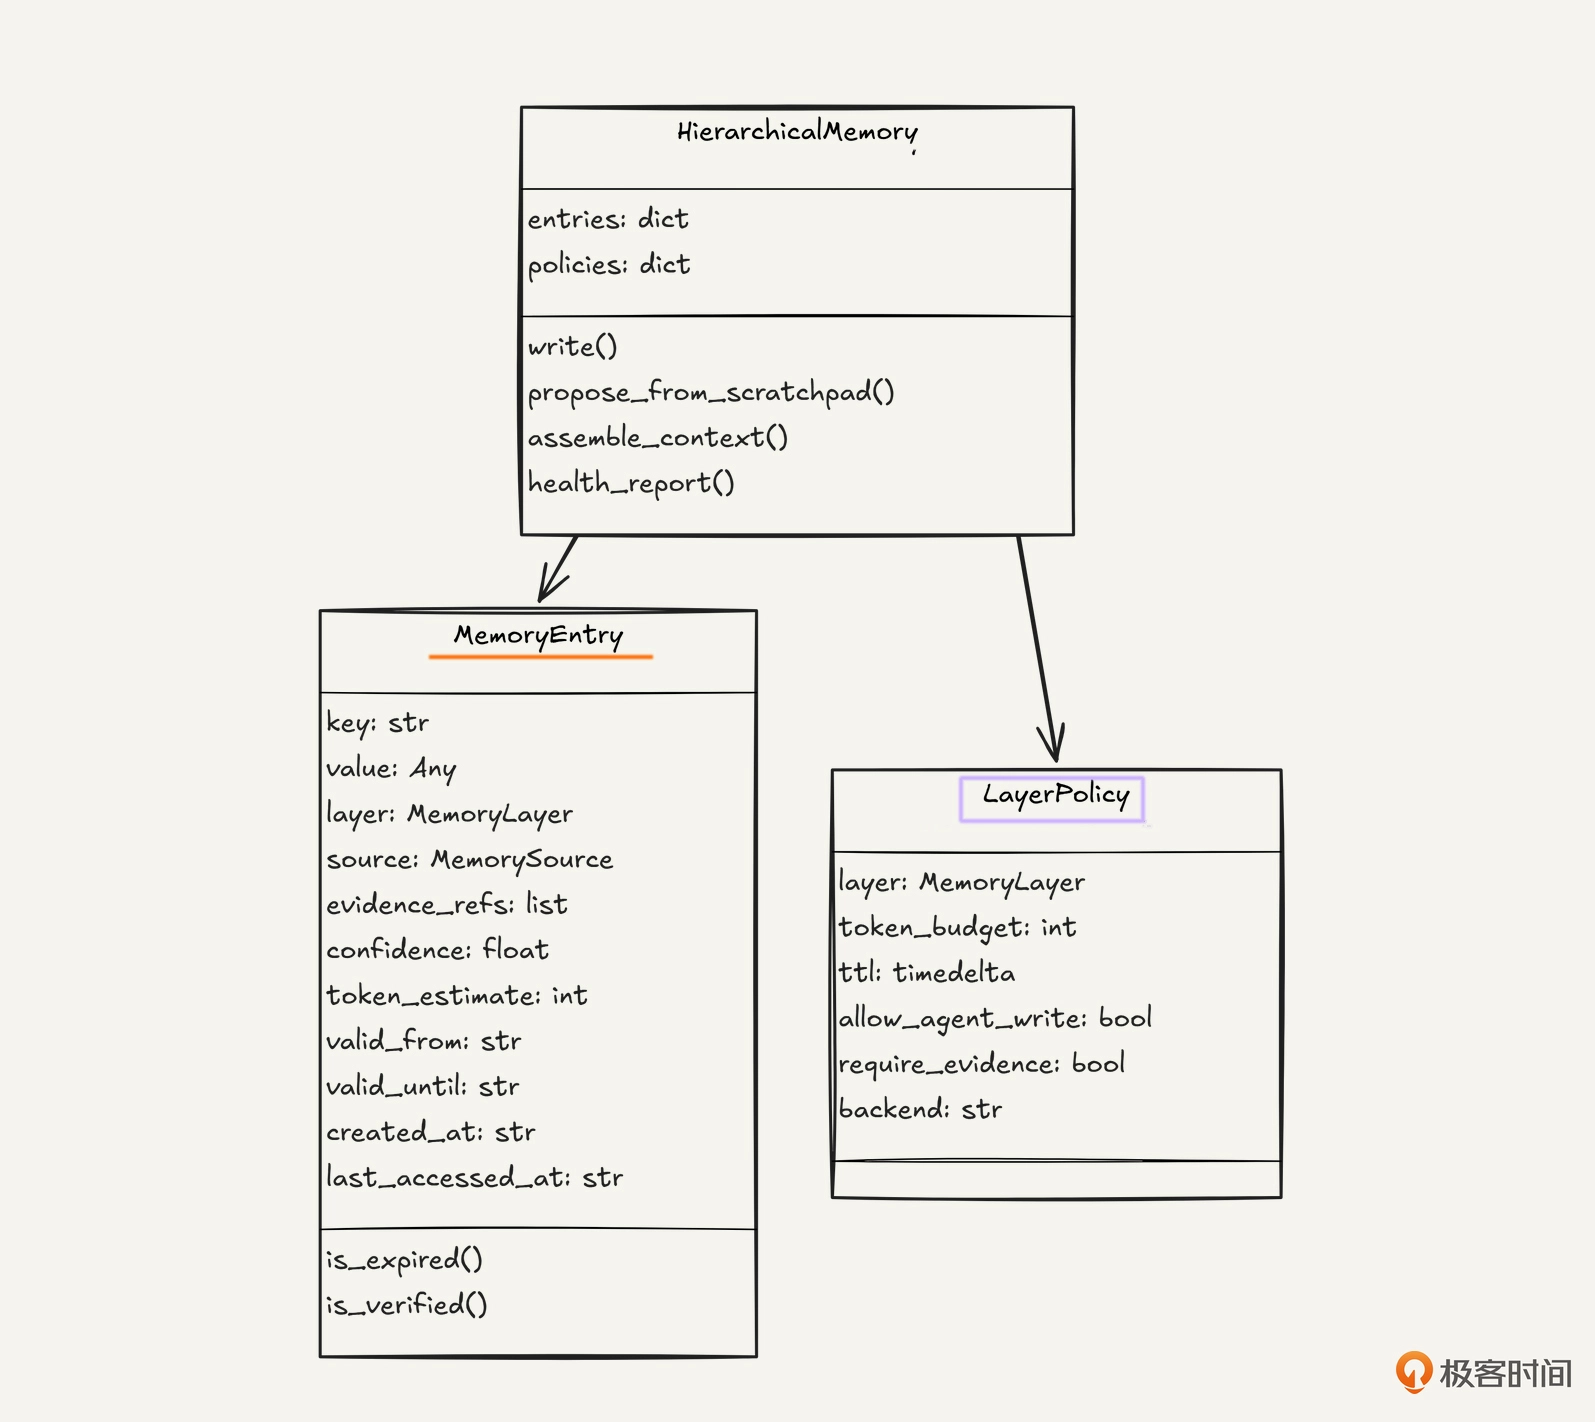 HierarchicalMemory
entries: dict
policies: dict
write()
propose_from_scratchpad()
assemble_context()
health_report()
MemoryEntry
key: str
value: Any
layer: MemoryLayer
source: MemorySource
evidence_refs: list
confidence: float
token_estimate: int
valid_from: str
valid_until: str
created_at: str
last_accessed_at: str
is_expired()
is_verified()
LayerPolicy
layer: MemoryLayer
token_budget: int
ttl: timedelta
allow_agent_write: bool
require_evidence: bool
backend: str
极客时间